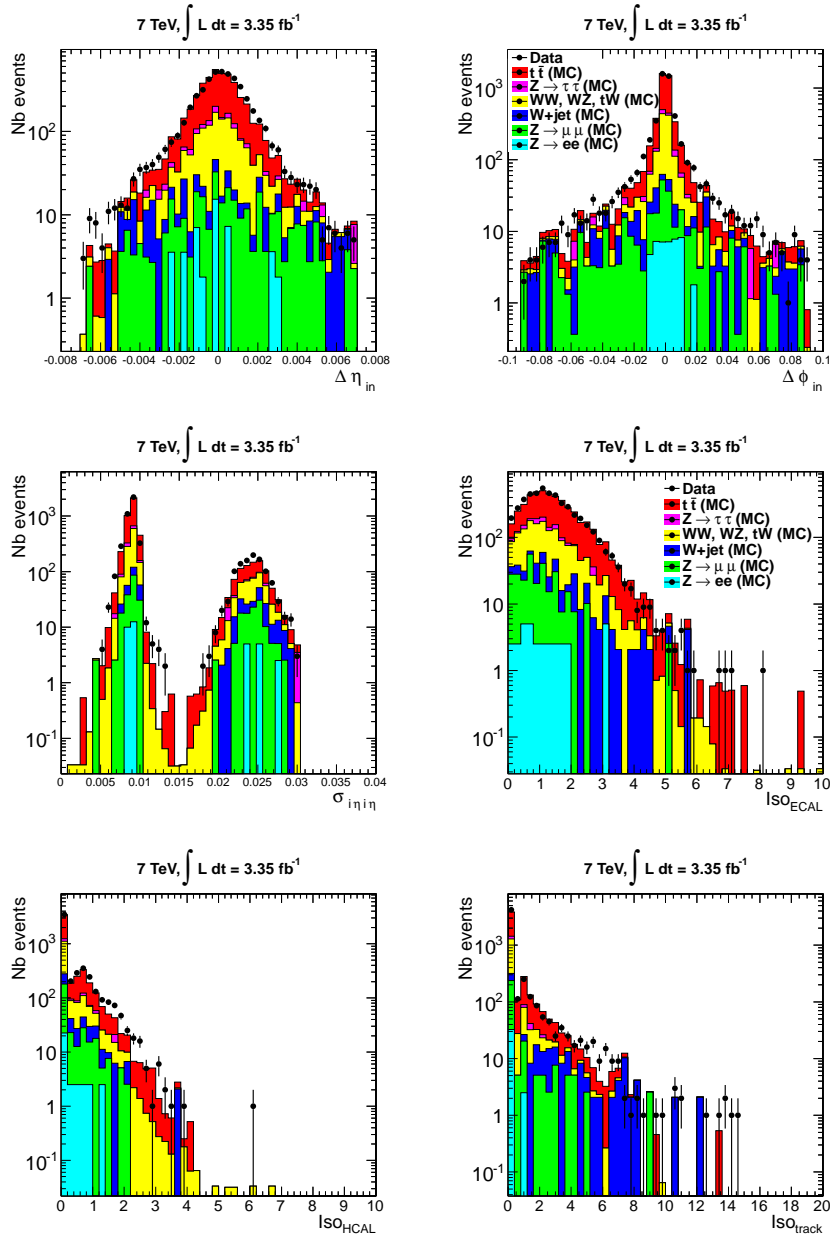 7 TeV, ∫ L dt = 3.35 fb⁻¹
Nb events
10²
10
1
-0.008 -0.006 -0.004 -0.002 0 0.002 0.004 0.006 0.008
Δ η in
7 TeV, ∫ L dt = 3.35 fb⁻¹
Nb events
Data
t t̄ (MC)
Z → τ τ (MC)
WW, WZ, tW (MC)
W+jet (MC)
Z → μ μ (MC)
Z → ee (MC)
10³
10²
10
1
-0.1 -0.08 -0.06 -0.04 -0.02 0 0.02 0.04 0.06 0.08 0.1
Δ ϕ in
7 TeV, ∫ L dt = 3.35 fb⁻¹
Nb events
10³
10²
10
1
10⁻¹
0 0.005 0.01 0.015 0.02 0.025 0.03 0.035 0.04
σ i η i η
7 TeV, ∫ L dt = 3.35 fb⁻¹
Nb events
Data
t t̄ (MC)
Z → τ τ (MC)
WW, WZ, tW (MC)
W+jet (MC)
Z → μ μ (MC)
Z → ee (MC)
10²
10
1
10⁻¹
0 1 2 3 4 5 6 7 8 9 10
Iso ECAL
7 TeV, ∫ L dt = 3.35 fb⁻¹
Nb events
10³
10²
10
1
10⁻¹
0 1 2 3 4 5 6 7 8 9 10
Iso HCAL
7 TeV, ∫ L dt = 3.35 fb⁻¹
Nb events
10³
10²
10
1
10⁻¹
0 2 4 6 8 10 12 14 16 18 20
Iso track